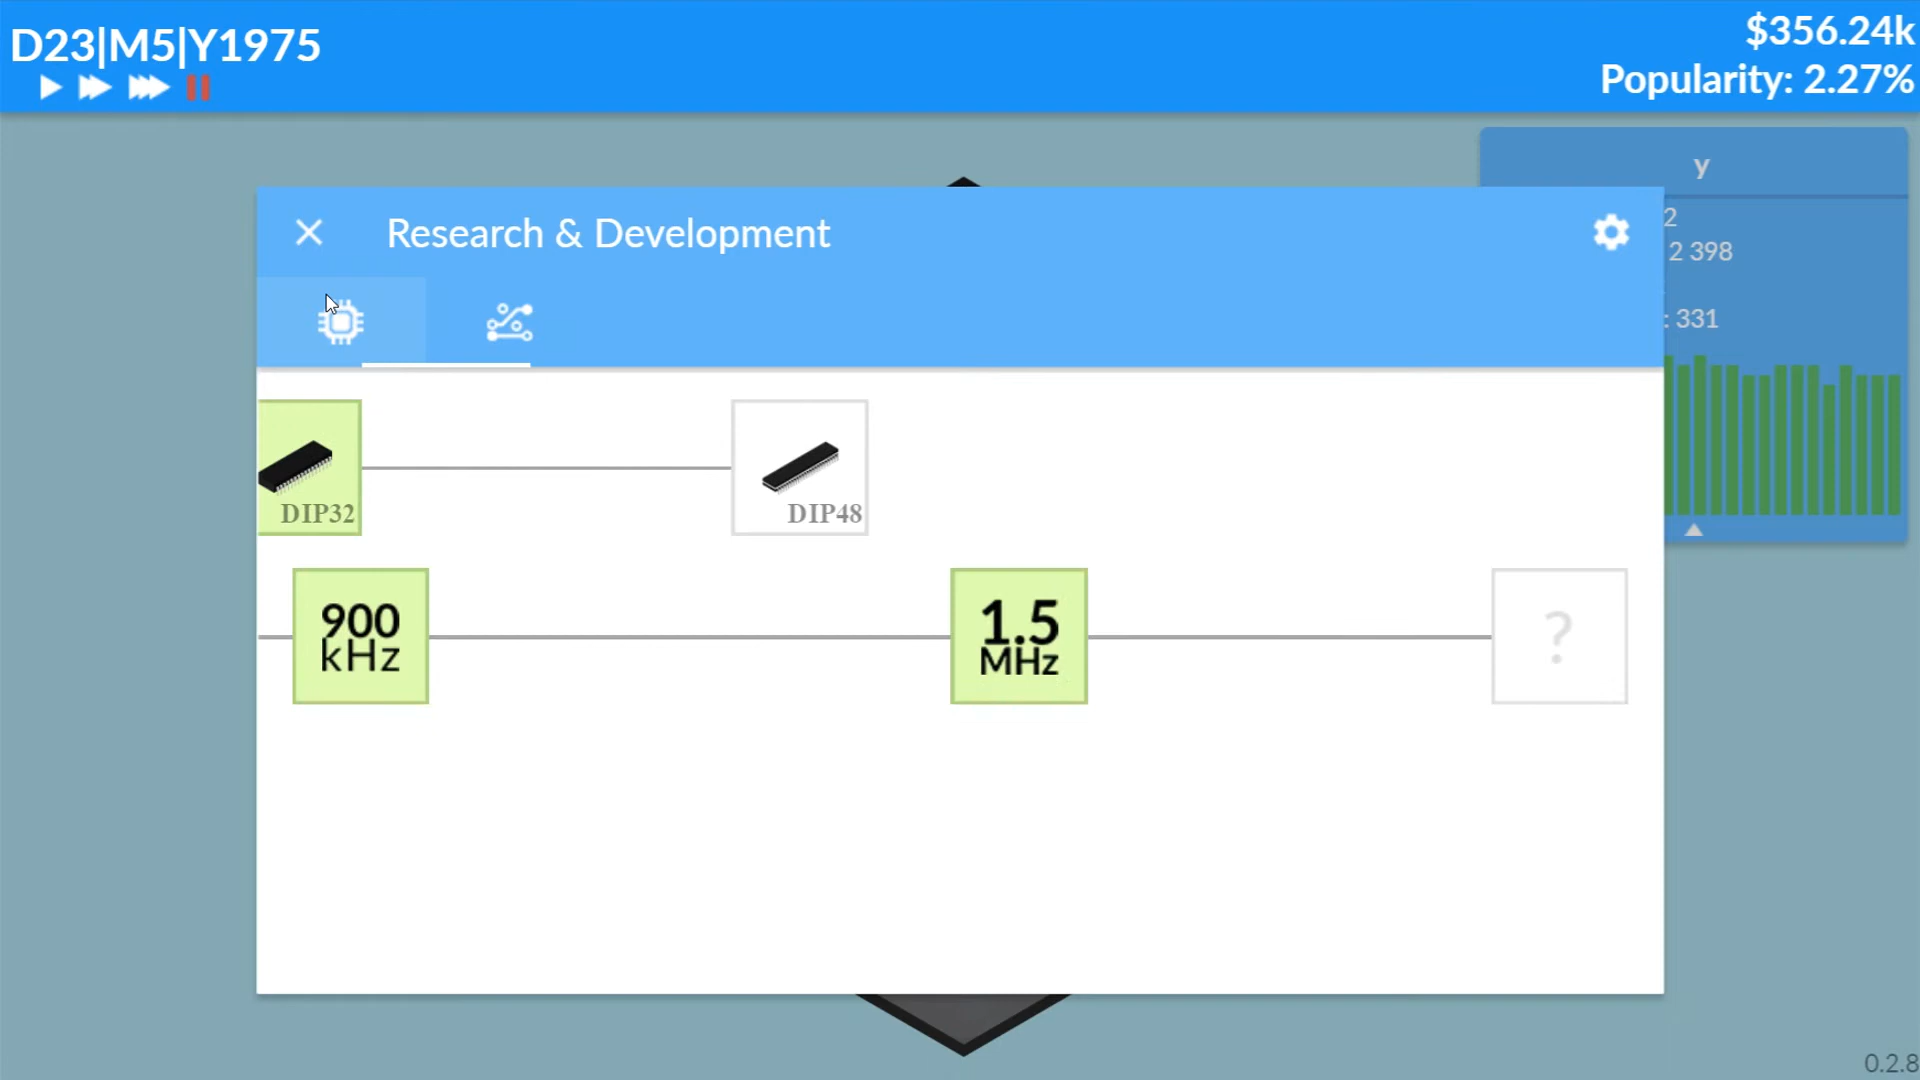 D23|M5|Y1975
$356.24k
Popularity: 2.27%
y
Research & Development
2
2 398
: 331
DIP32
DIP48
900
kHz
1.5
MHz
?
0.2.8